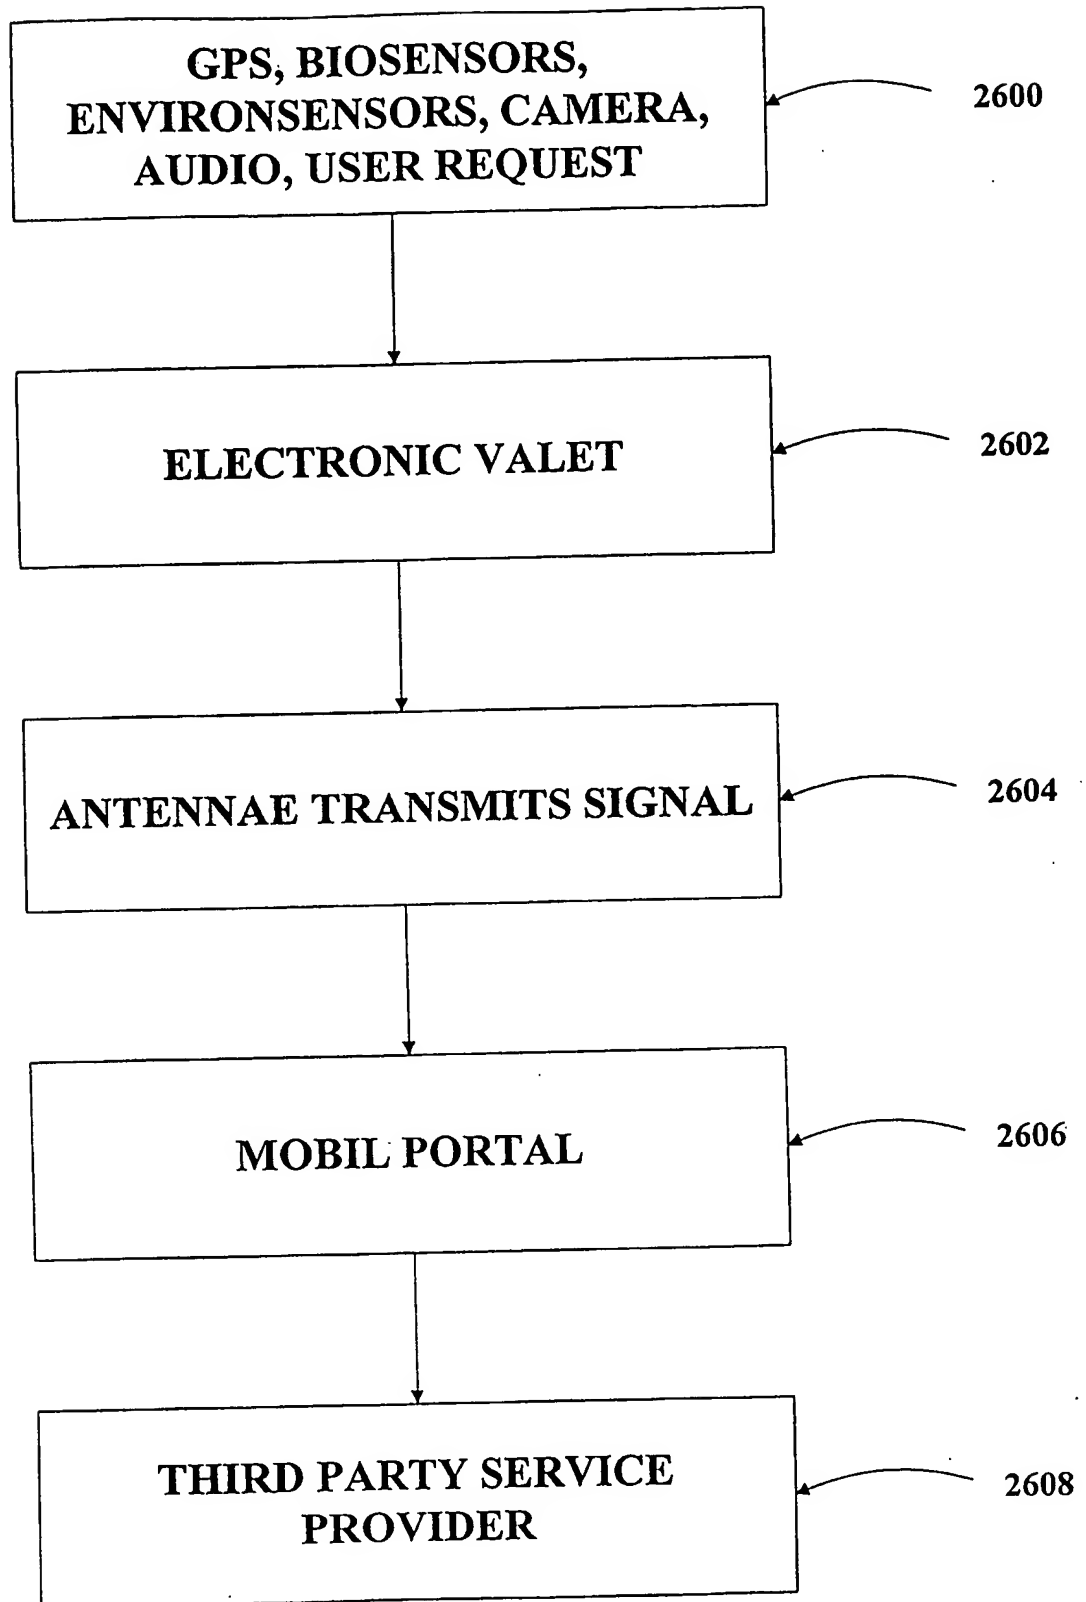 GPS, BIOSENSORS,
ENVIRONSENSORS, CAMERA,
AUDIO, USER REQUEST
2600
ELECTRONIC VALET
2602
ANTENNAE TRANSMITS SIGNAL
2604
MOBIL PORTAL
2606
THIRD PARTY SERVICE
PROVIDER
2608